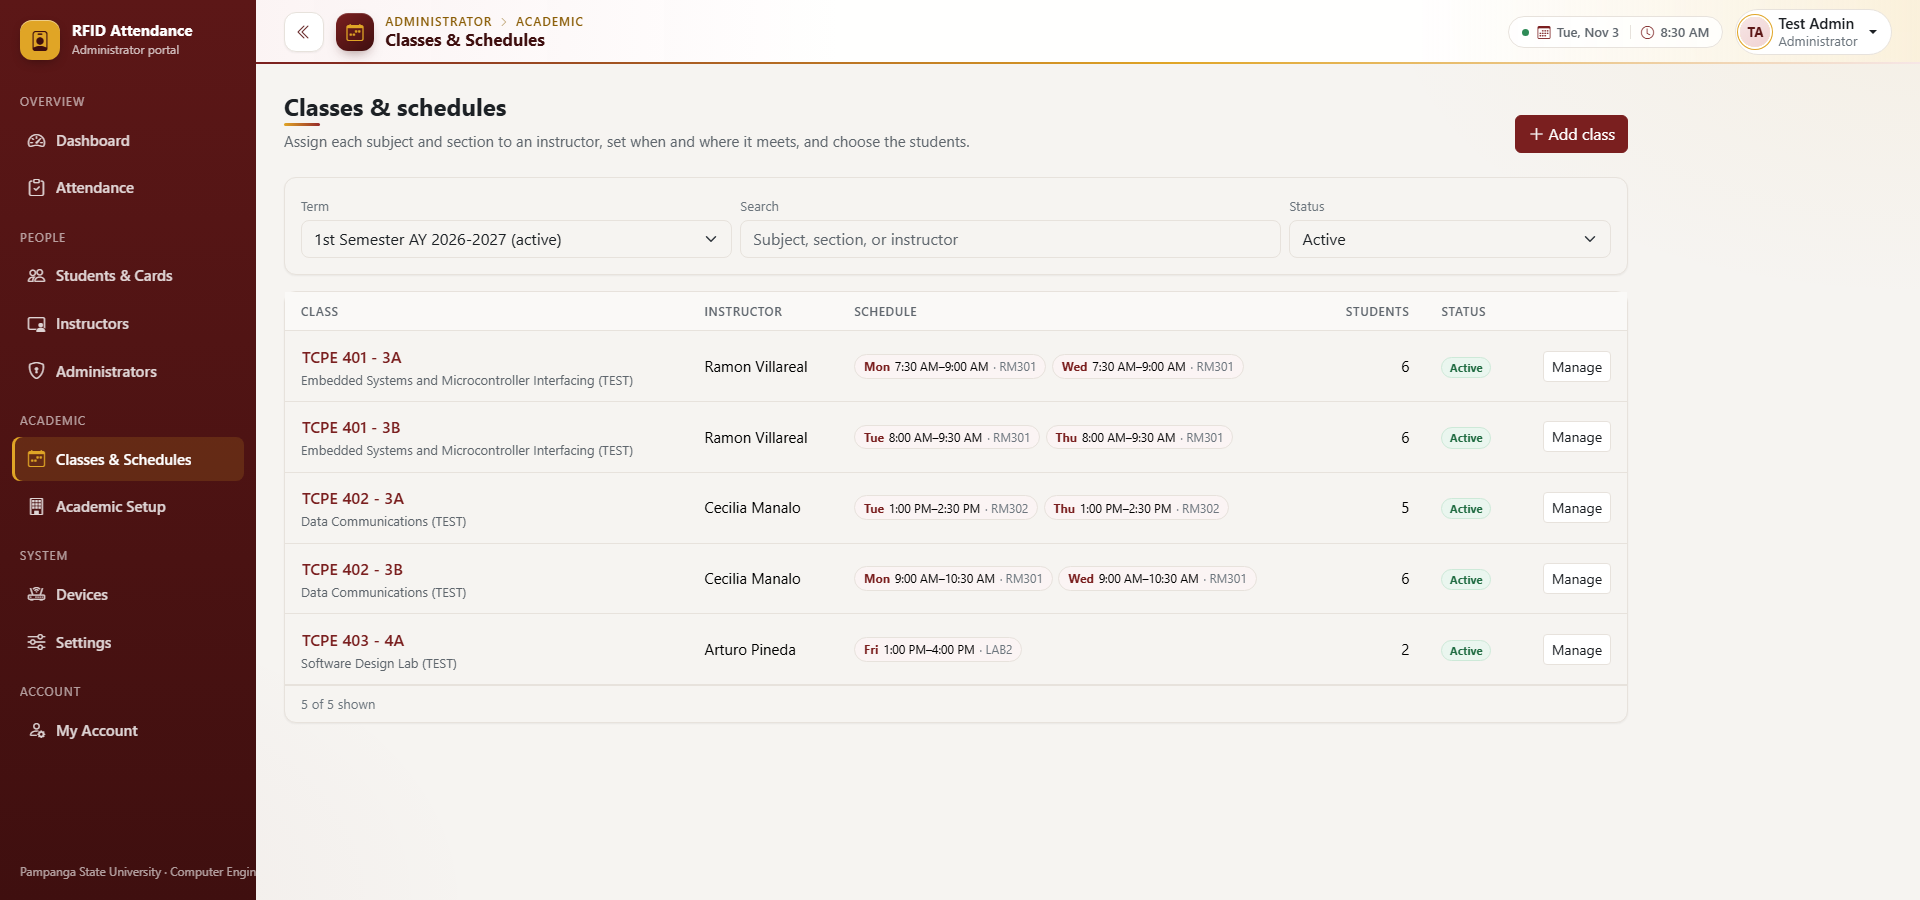 RFID Attendance
Administrator portal
OVERVIEW
Dashboard
Attendance
PEOPLE
Students & Cards
Instructors
Administrators
ACADEMIC
Classes & Schedules
Academic Setup
SYSTEM
Devices
Settings
ACCOUNT
My Account
Pampanga State University · Computer Engin
ADMINISTRATOR > ACADEMIC
Classes & Schedules
Tue, Nov 3 8:30 AM
TA
Test Admin
Administrator
Classes & schedules
Assign each subject and section to an instructor, set when and where it meets, and choose the students.
+ Add class
Term Search Status
1st Semester AY 2026-2027 (active) Subject, section, or instructor Active
CLASS INSTRUCTOR SCHEDULE STUDENTS STATUS
TCPE 401 - 3A
Embedded Systems and Microcontroller Interfacing (TEST)
Ramon Villareal Mon 7:30 AM–9:00 AM · RM301 Wed 7:30 AM–9:00 AM · RM301 6 Active Manage
TCPE 401 - 3B
Embedded Systems and Microcontroller Interfacing (TEST)
Ramon Villareal Tue 8:00 AM–9:30 AM · RM301 Thu 8:00 AM–9:30 AM · RM301 6 Active Manage
TCPE 402 - 3A
Data Communications (TEST)
Cecilia Manalo Tue 1:00 PM–2:30 PM · RM302 Thu 1:00 PM–2:30 PM · RM302 5 Active Manage
TCPE 402 - 3B
Data Communications (TEST)
Cecilia Manalo Mon 9:00 AM–10:30 AM · RM301 Wed 9:00 AM–10:30 AM · RM301 6 Active Manage
TCPE 403 - 4A
Software Design Lab (TEST)
Arturo Pineda Fri 1:00 PM–4:00 PM · LAB2 2 Active Manage
5 of 5 shown